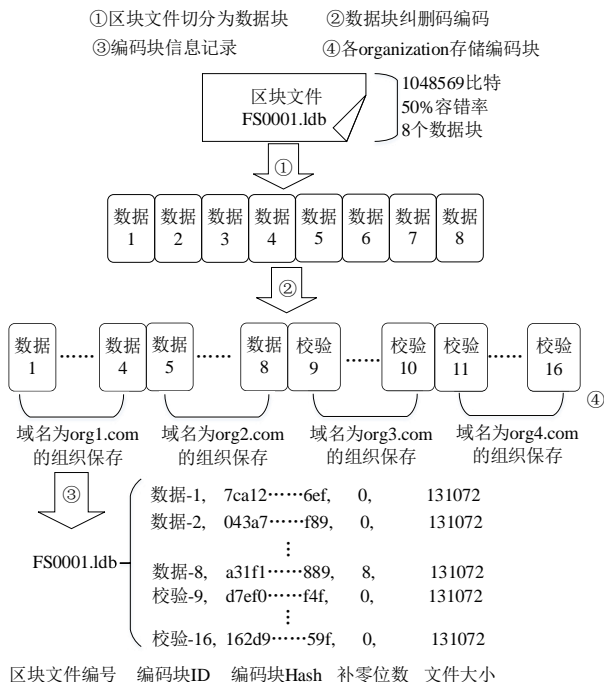 ①区块文件切分为数据块 ②数据块纠删码编码
③编码块信息记录 ④各organization存储编码块
区块文件
FS0001.ldb
1048569比特
50%容错率
8个数据块
①
数据 数据 数据 数据 数据 数据 数据 数据
1 2 3 4 5 6 7 8
②
数据 …… 数据 数据 …… 数据 校验 …… 校验 校验 …… 校验
1 4 5 8 9 10 11 16
④
域名为org1.com 域名为org2.com 域名为org3.com 域名为org4.com
的组织保存 的组织保存 的组织保存 的组织保存
③
数据-1, 7ca12······6ef, 0, 131072
数据-2, 043a7······f89, 0, 131072
⋮
FS0001.ldb
数据-8, a31f1······889, 8, 131072
校验-9, d7ef0······f4f, 0, 131072
⋮
校验-16, 162d9······59f, 0, 131072
区块文件编号 编码块ID 编码块Hash 补零位数 文件大小